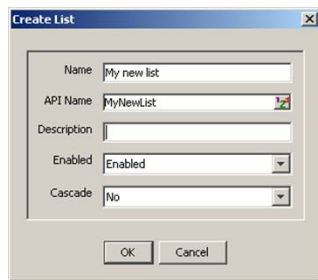 Create List
Name My new list
API Name MyNewList
Description
Enabled Enabled
Cascade No
OK Cancel